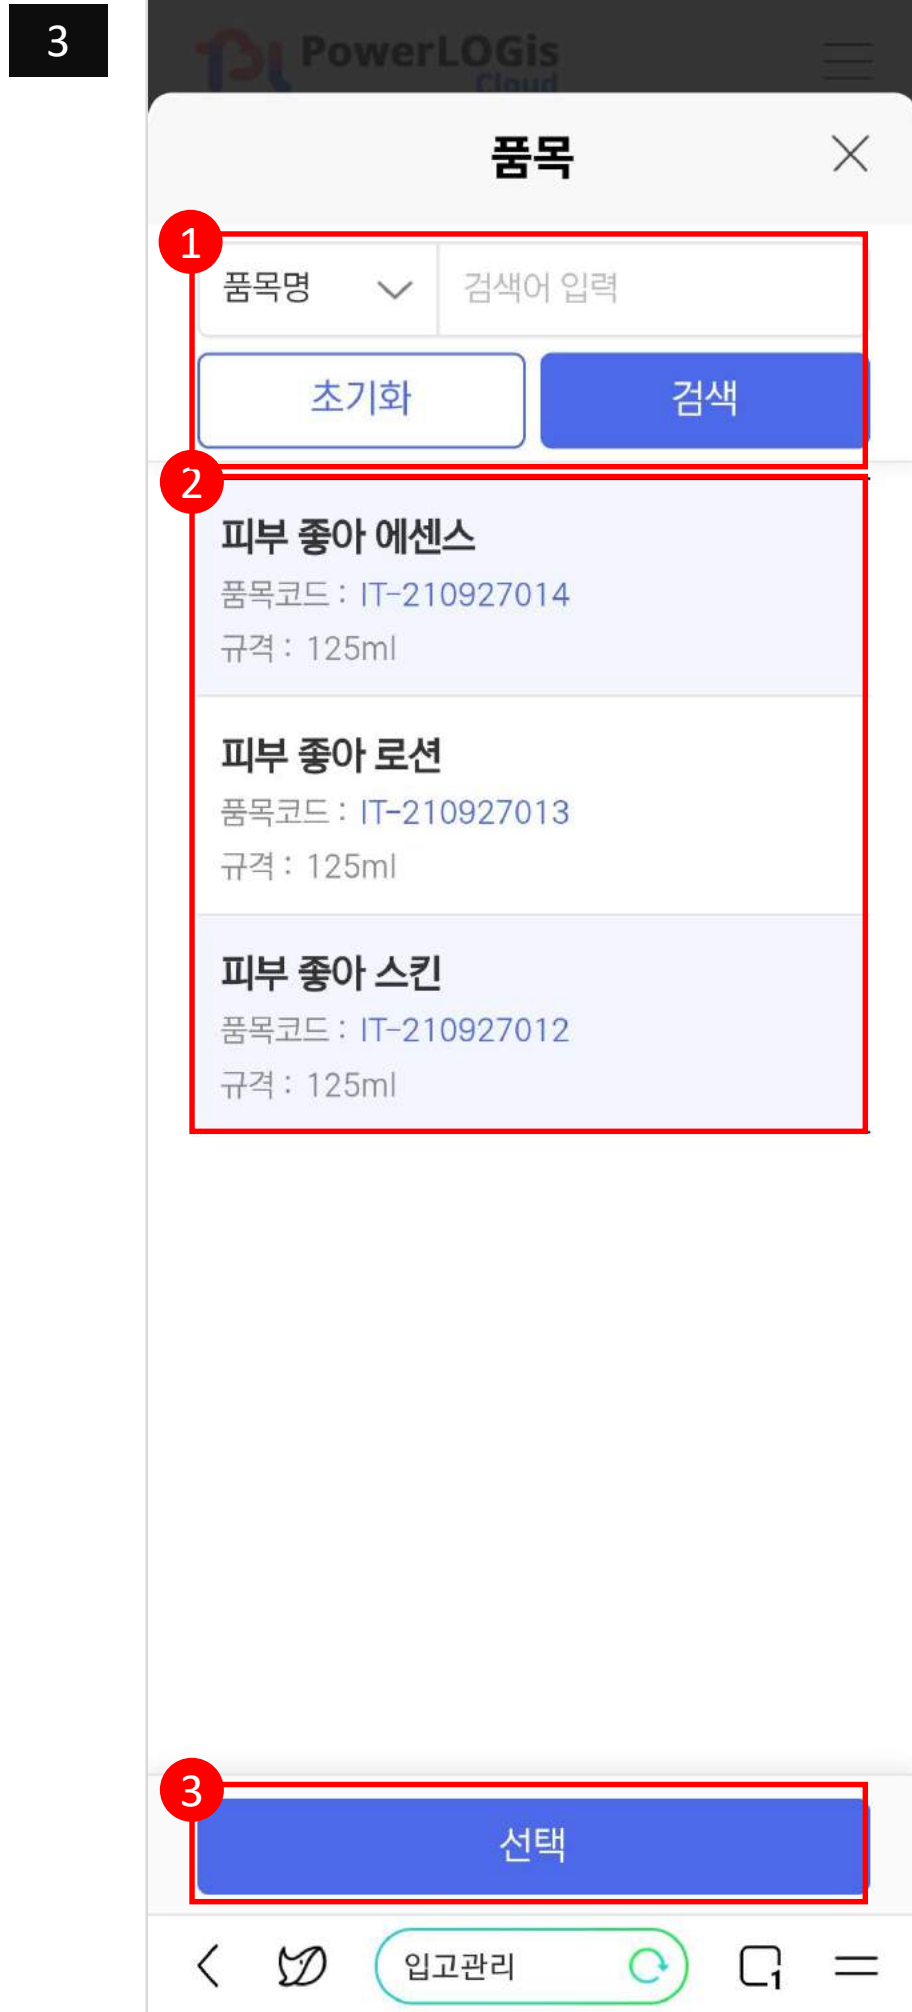 3
PowerLOGis
Cloud
품목
1
품목명
검색어 입력
초기화
검색
2
피부 좋아 에센스
품목코드 : IT-210927014
규격 : 125ml
피부 좋아 로션
품목코드 : IT-210927013
규격 : 125ml
피부 좋아 스킨
품목코드 : IT-210927012
규격 : 125ml
3
선택
입고관리
1